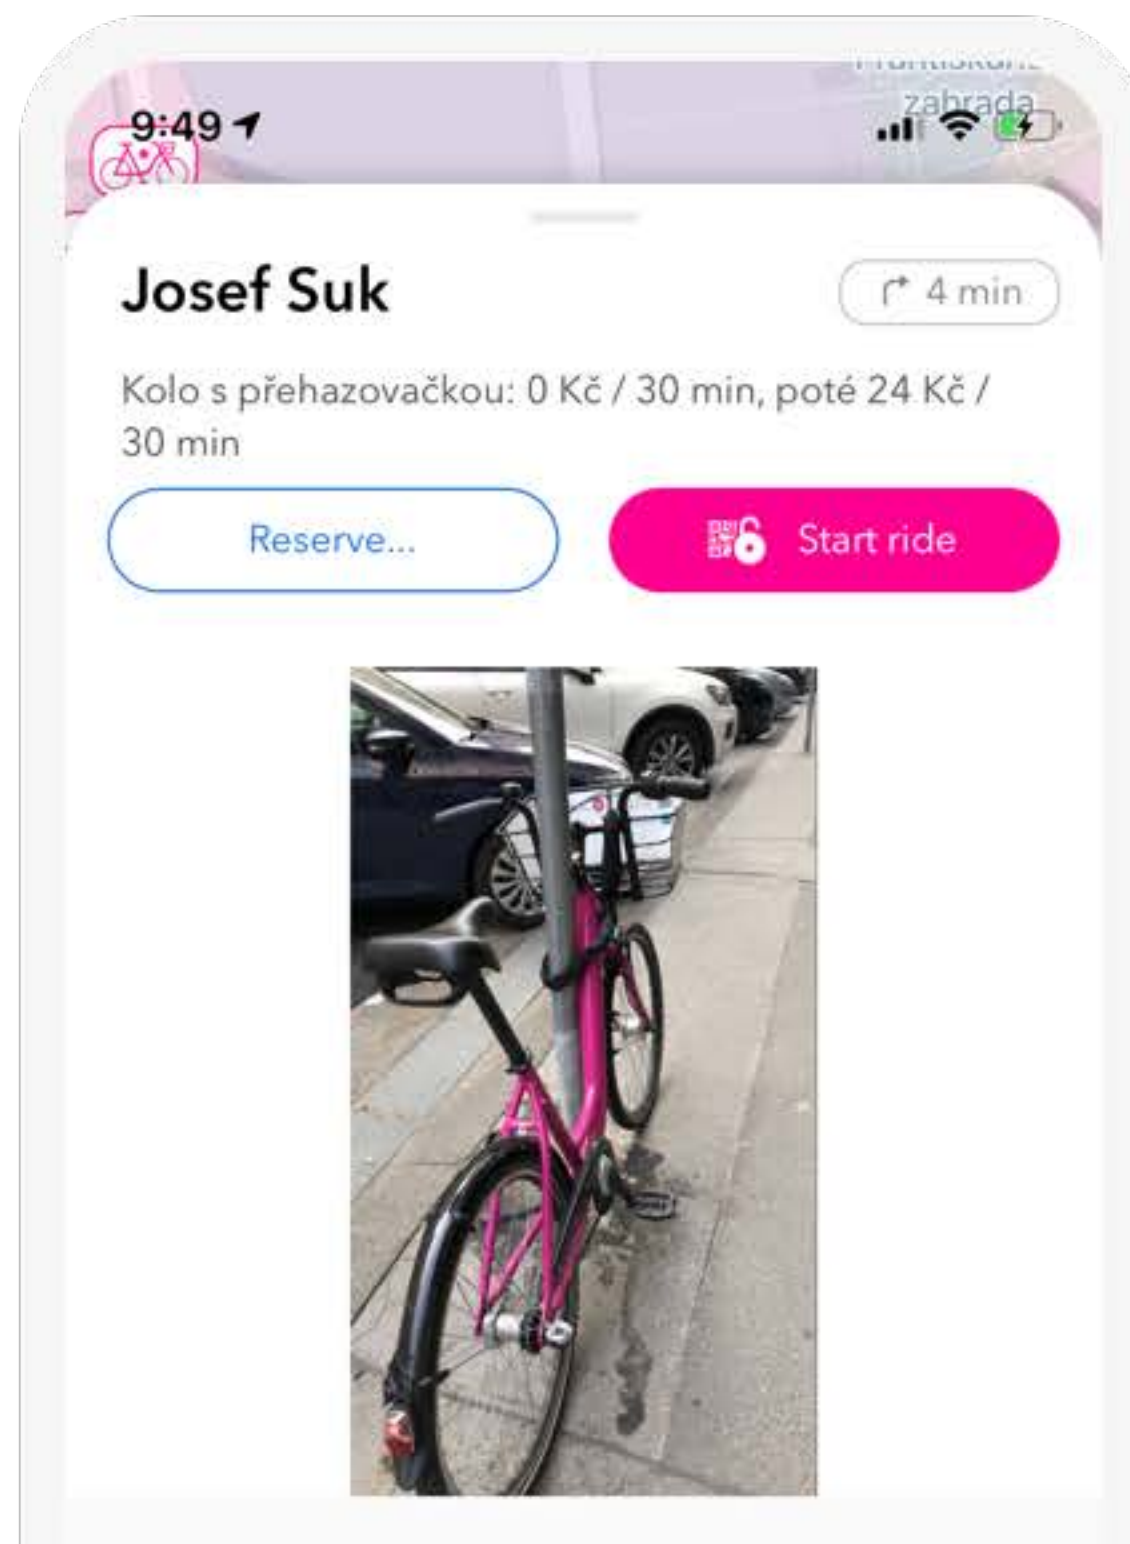 zahrada
9:49
Josef Suk
4 min
Kolo s přehazovačkou: 0 Kč / 30 min, poté 24 Kč /
30 min
Reserve...
Start ride